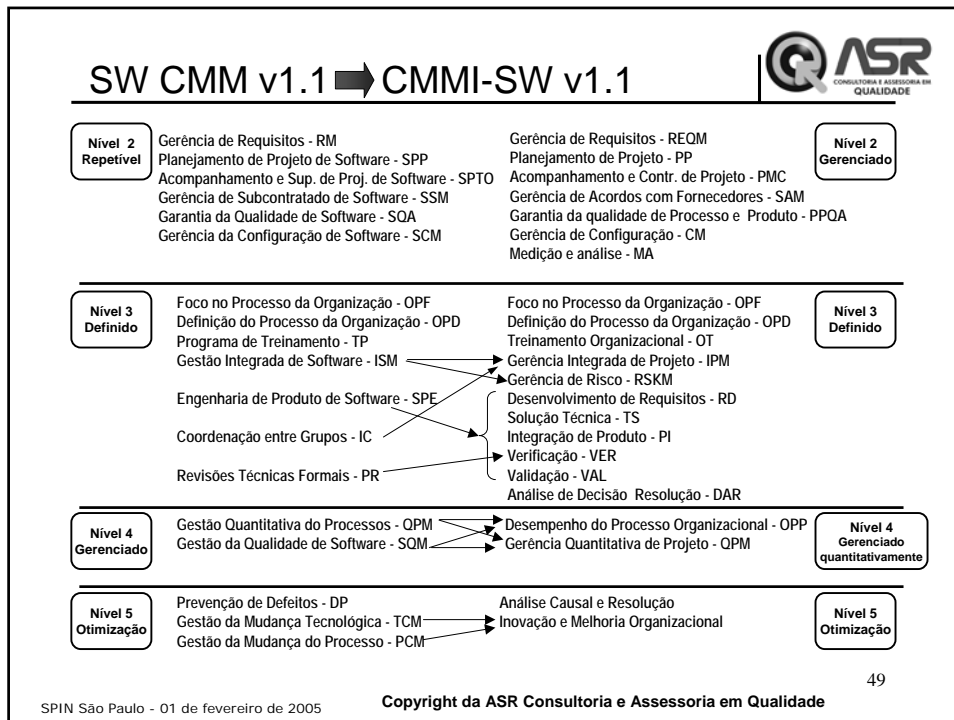 SW CMM v1.1 CMMI-SW v1.1
ASR
CONSULTORIA E ASSESSORIA EM
QUALIDADE
Nível 2
Repetível
Gerência de Requisitos - RM
Planejamento de Projeto de Software - SPP
Acompanhamento e Sup. de Proj. de Software - SPTO
Gerência de Subcontratado de Software - SSM
Garantia da Qualidade de Software - SQA
Gerência da Configuração de Software - SCM
Gerência de Requisitos - REQM
Planejamento de Projeto - PP
Acompanhamento e Contr. de Projeto - PMC
Gerência de Acordos com Fornecedores - SAM
Garantia da qualidade de Processo e Produto - PPQA
Gerência de Configuração - CM
Medição e análise - MA
Nível 2
Gerenciado
Nível 3
Definido
Foco no Processo da Organização - OPF
Definição do Processo da Organização - OPD
Programa de Treinamento - TP
Gestão Integrada de Software - ISM
Engenharia de Produto de Software - SPE
Coordenação entre Grupos - IC
Revisões Técnicas Formais - PR
Foco no Processo da Organização - OPF
Definição do Processo da Organização - OPD
Treinamento Organizacional - OT
Gerência Integrada de Projeto - IPM
Gerência de Risco - RSKM
Desenvolvimento de Requisitos - RD
Solução Técnica - TS
Integração de Produto - PI
Verificação - VER
Validação - VAL
Análise de Decisão Resolução - DAR
Nível 3
Definido
Nível 4
Gerenciado
Gestão Quantitativa do Processos - QPM
Gestão da Qualidade de Software - SQM
Desempenho do Processo Organizacional - OPP
Gerência Quantitativa de Projeto - QPM
Nível 4
Gerenciado
quantitativamente
Nível 5
Otimização
Prevenção de Defeitos - DP
Gestão da Mudança Tecnológica - TCM
Gestão da Mudança do Processo - PCM
Análise Causal e Resolução
Inovação e Melhoria Organizacional
Nível 5
Otimização
49
SPIN São Paulo - 01 de fevereiro de 2005
Copyright da ASR Consultoria e Assessoria em Qualidade